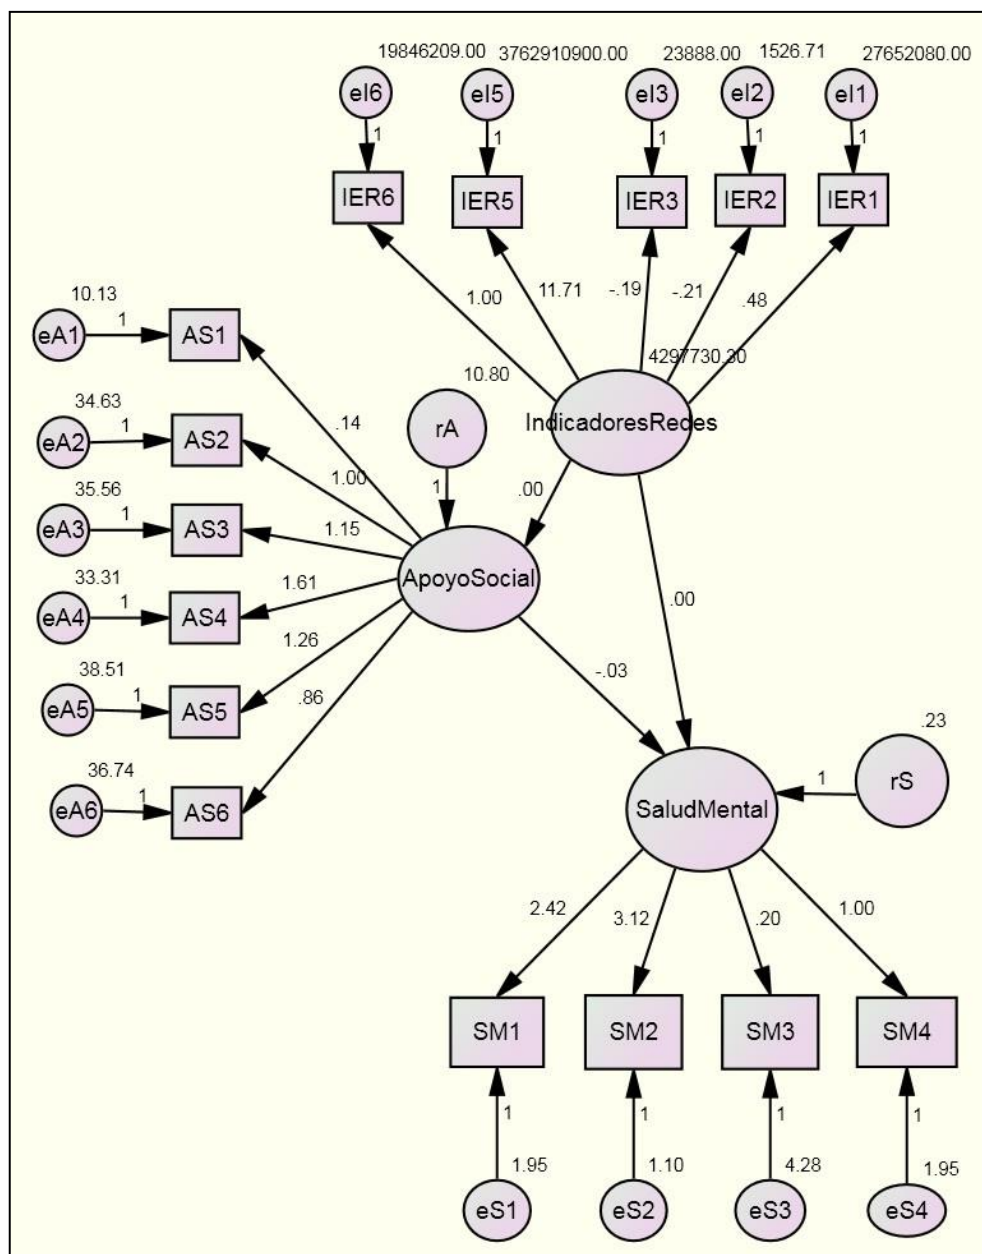 19846209.00
3762910900.00
23888.00
1526.71
27652080.00
eI6
eI5
eI3
eI2
eI1
1
1
1
1
1
IER6
IER5
IER3
IER2
IER1
1.00
11.71
-.19
-.21
.48
4297730.30
IndicadoresRedes
10.80
rA
1
.00
.00
10.13
eA1
1
AS1
.14
34.63
eA2
1
AS2
1.00
35.56
eA3
1
AS3
1.15
33.31
eA4
1
AS4
1.61
38.51
eA5
1
AS5
1.26
36.74
eA6
1
AS6
.86
ApoyoSocial
-.03
.23
rS
1
SaludMental
2.42
3.12
.20
1.00
SM1
SM2
SM3
SM4
1
1
1
1
1.95
1.10
4.28
1.95
eS1
eS2
eS3
eS4